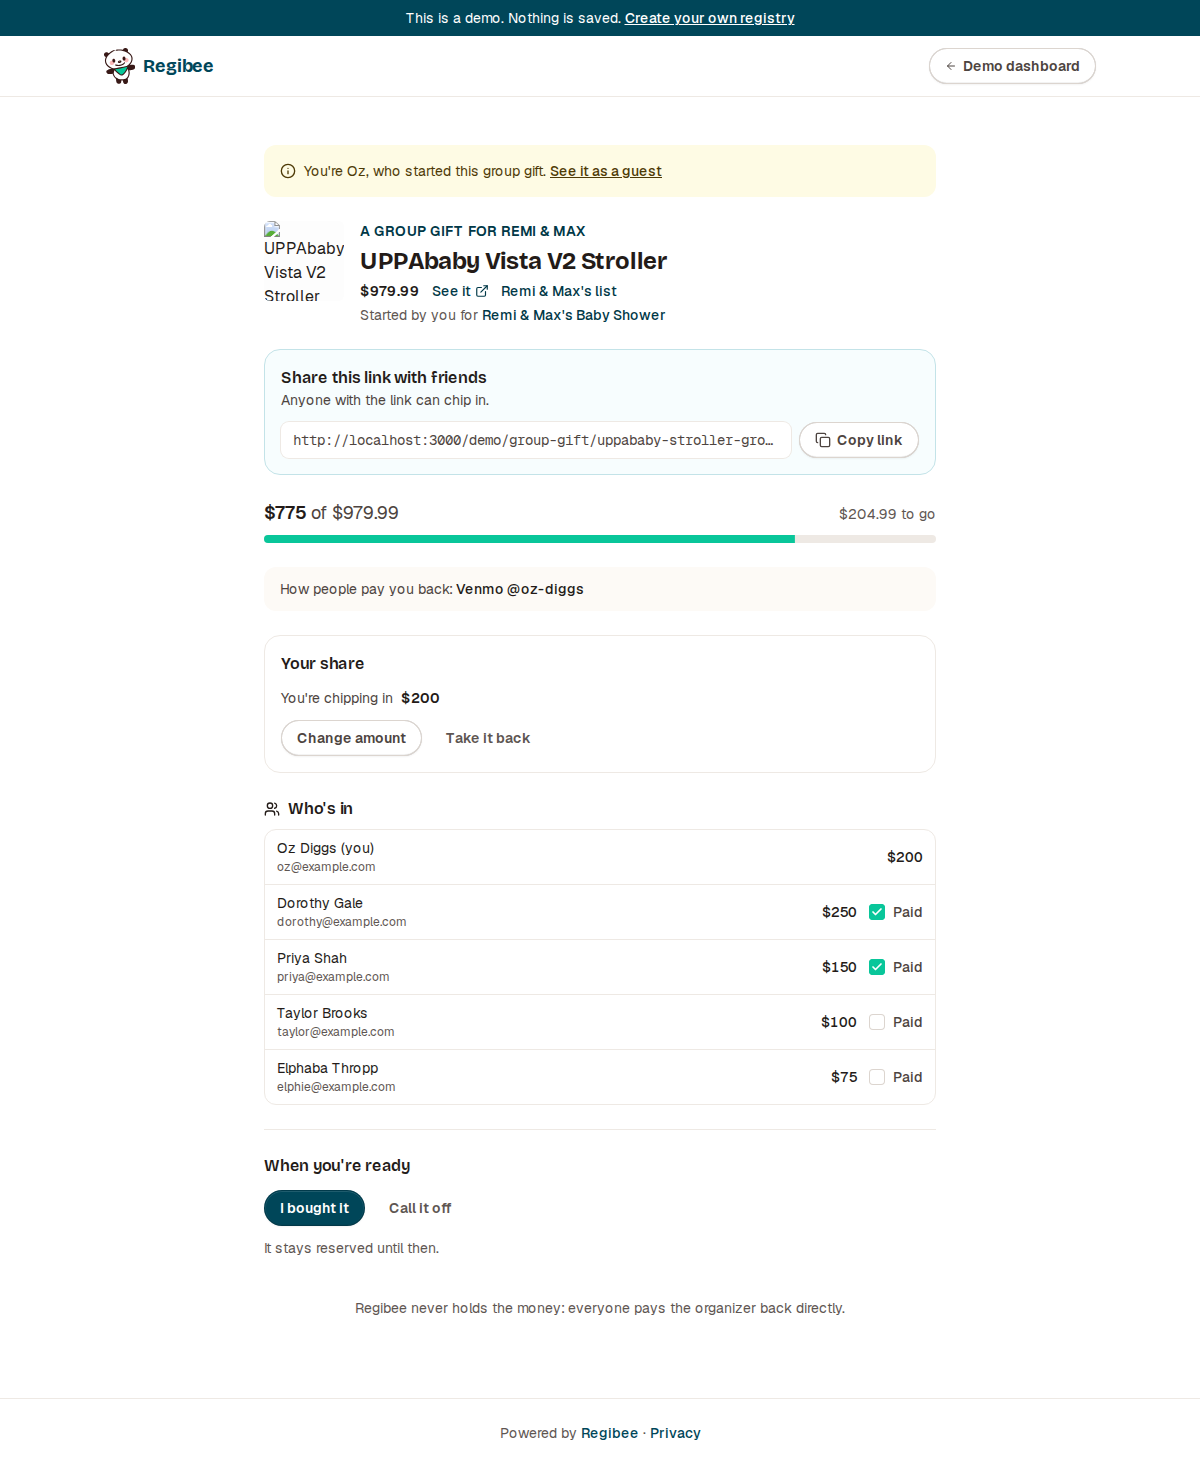 This is a demo. Nothing is saved. Create your own registry
Regibee
Demo dashboard
You're Oz, who started this group gift. See it as a guest
UPPAbaby
Vista V2
Stroller
A GROUP GIFT FOR REMI & MAX
UPPAbaby Vista V2 Stroller
$979.99 See it Remi & Max's list
Started by you for Remi & Max's Baby Shower
Share this link with friends
Anyone with the link can chip in.
http://localhost:3000/demo/group-gift/uppababy-stroller-gro…
Copy link
$775 of $979.99
$204.99 to go
How people pay you back: Venmo @oz-diggs
Your share
You're chipping in $200
Change amount
Take it back
Who's in
Oz Diggs (you)
oz@example.com
$200
Dorothy Gale
dorothy@example.com
$250 Paid
Priya Shah
priya@example.com
$150 Paid
Taylor Brooks
taylor@example.com
$100 Paid
Elphaba Thropp
elphie@example.com
$75 Paid
When you're ready
I bought it
Call it off
It stays reserved until then.
Regibee never holds the money: everyone pays the organizer back directly.
Powered by Regibee · Privacy